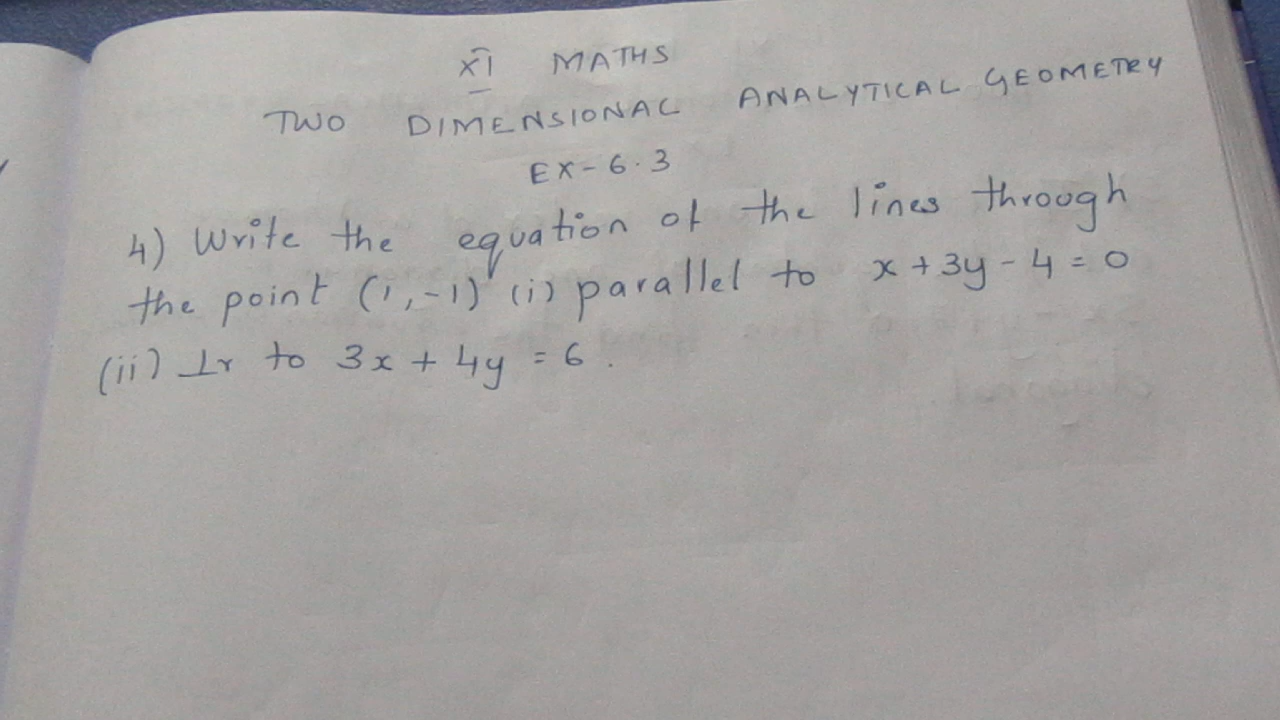 XI MATHS
TWO DIMENSIONAL ANALYTICAL GEOMETRY
EX-6.3
4) Write the equation of the lines through
the point (1,-1) (i) parallel to x + 3y - 4 = 0
(ii) ⊥r to 3x + 4y = 6.